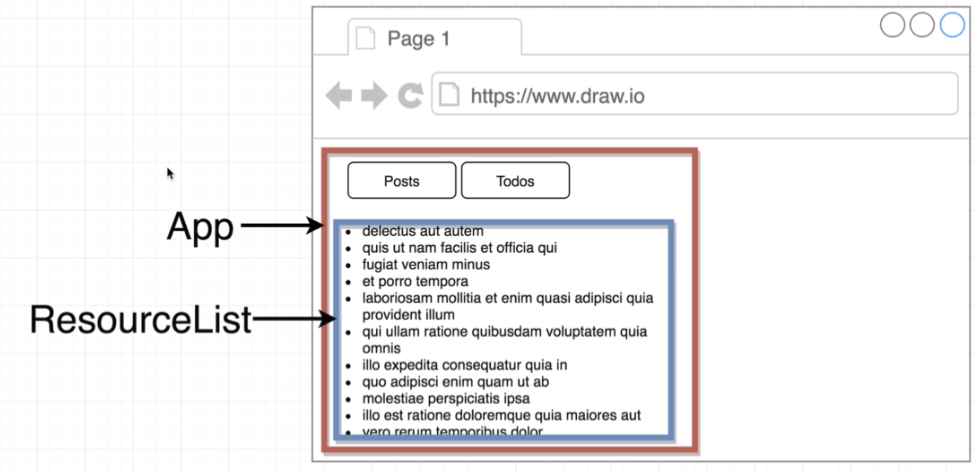 Page 1
https://www.draw.io
Posts
Todos
App
ResourceList
delectus aut autem
quis ut nam facilis et officia qui
fugiat veniam minus
et porro tempora
laboriosam mollitia et enim quasi adipisci quia
provident illum
qui ullam ratione quibusdam voluptatem quia
omnis
illo expedita consequatur quia in
quo adipisci enim quam ut ab
molestiae perspiciatis ipsa
illo est ratione doloremque quia maiores aut
vero rerum temporibus dolor